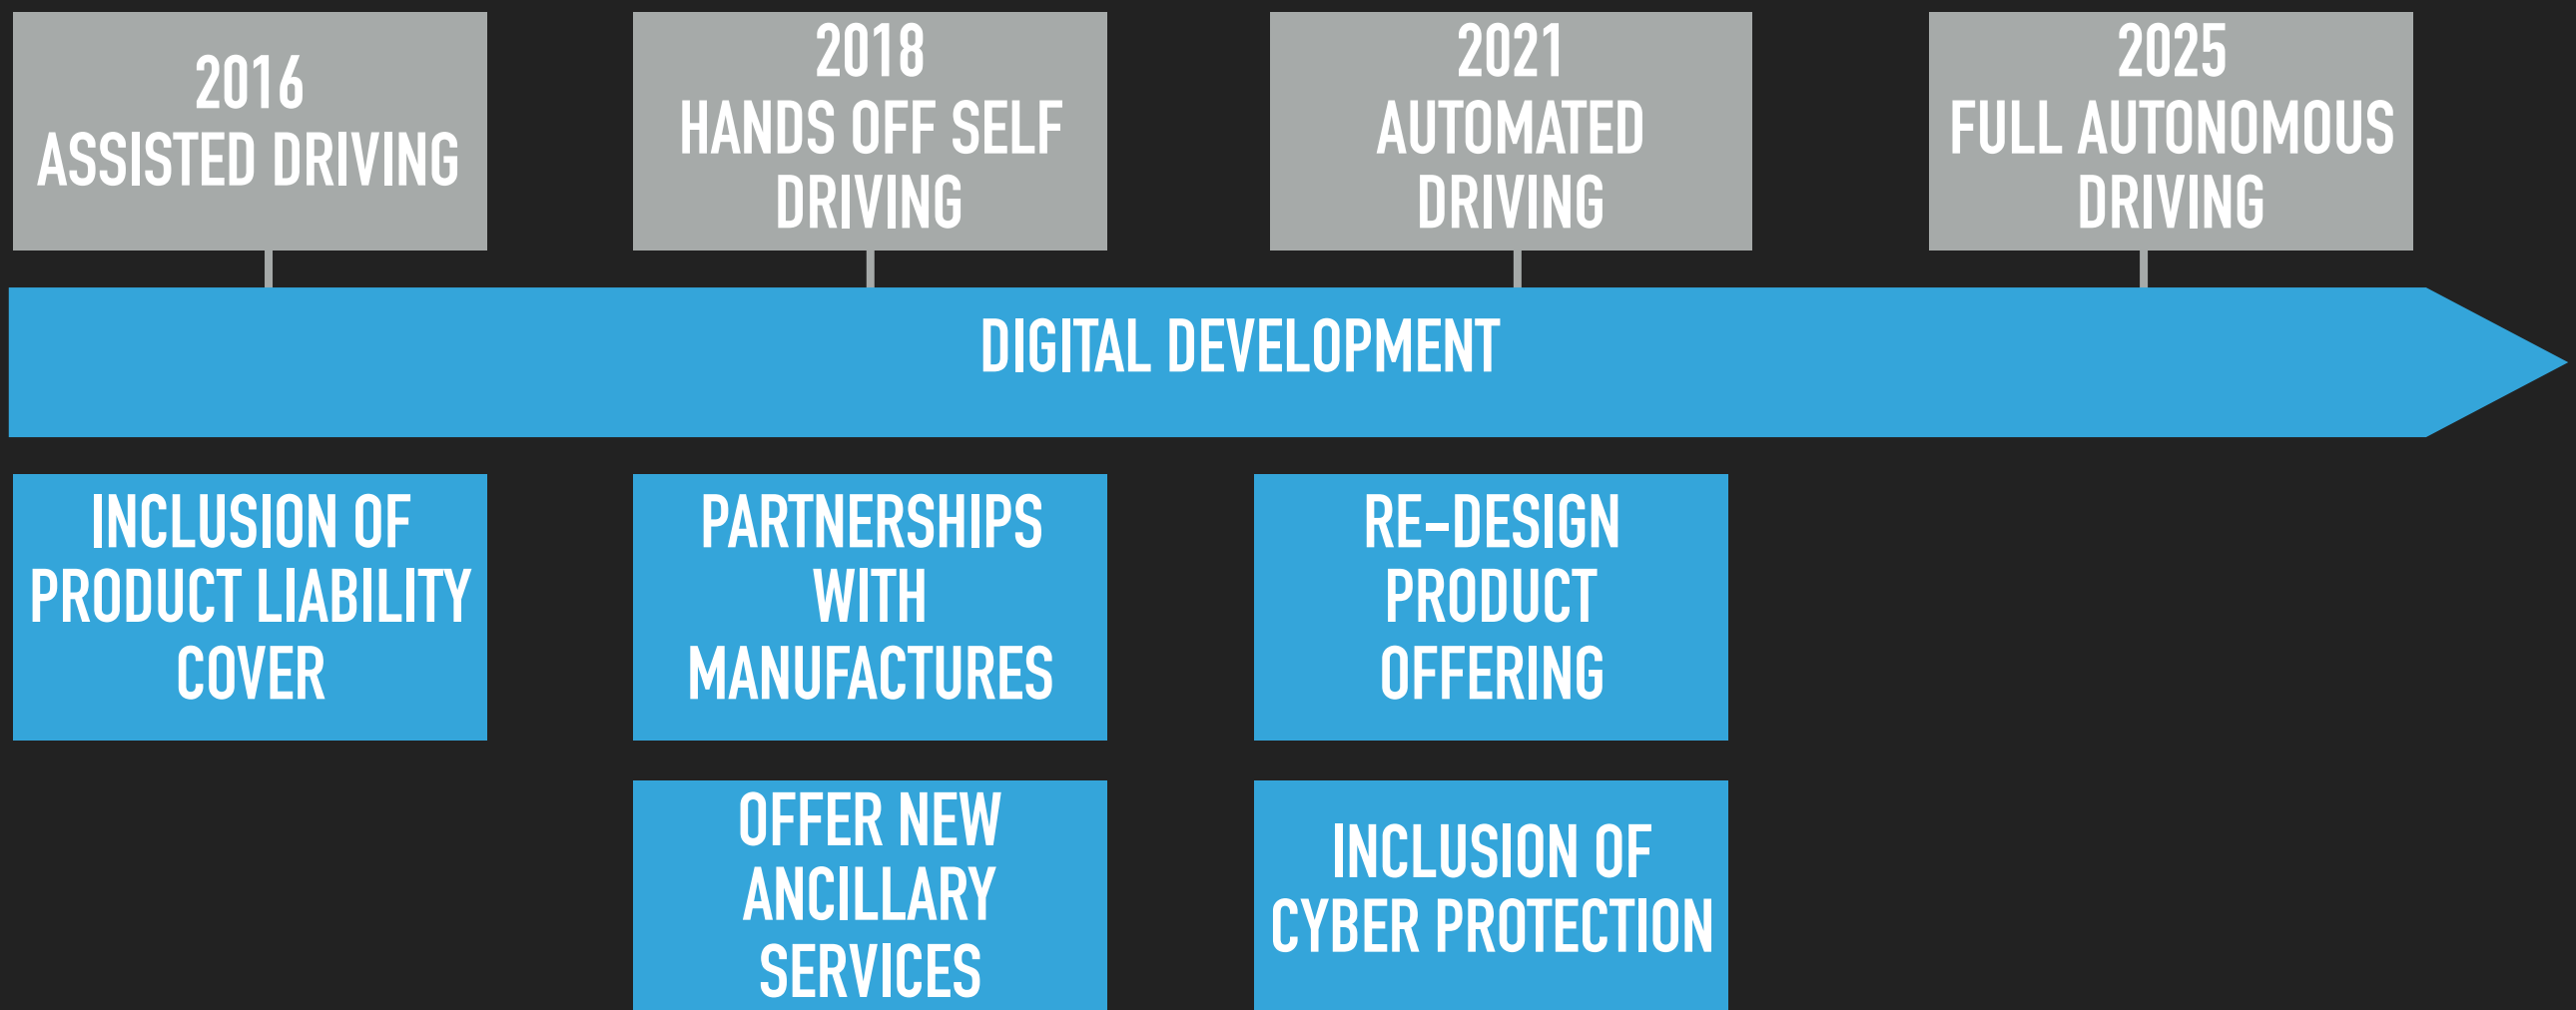 2016
ASSISTED DRIVING
2018
HANDS OFF SELF
DRIVING
2021
AUTOMATED
DRIVING
2025
FULL AUTONOMOUS
DRIVING
DIGITAL DEVELOPMENT
INCLUSION OF
PRODUCT LIABILITY
COVER
PARTNERSHIPS
WITH
MANUFACTURES
RE-DESIGN
PRODUCT
OFFERING
OFFER NEW
ANCILLARY
SERVICES
INCLUSION OF
CYBER PROTECTION